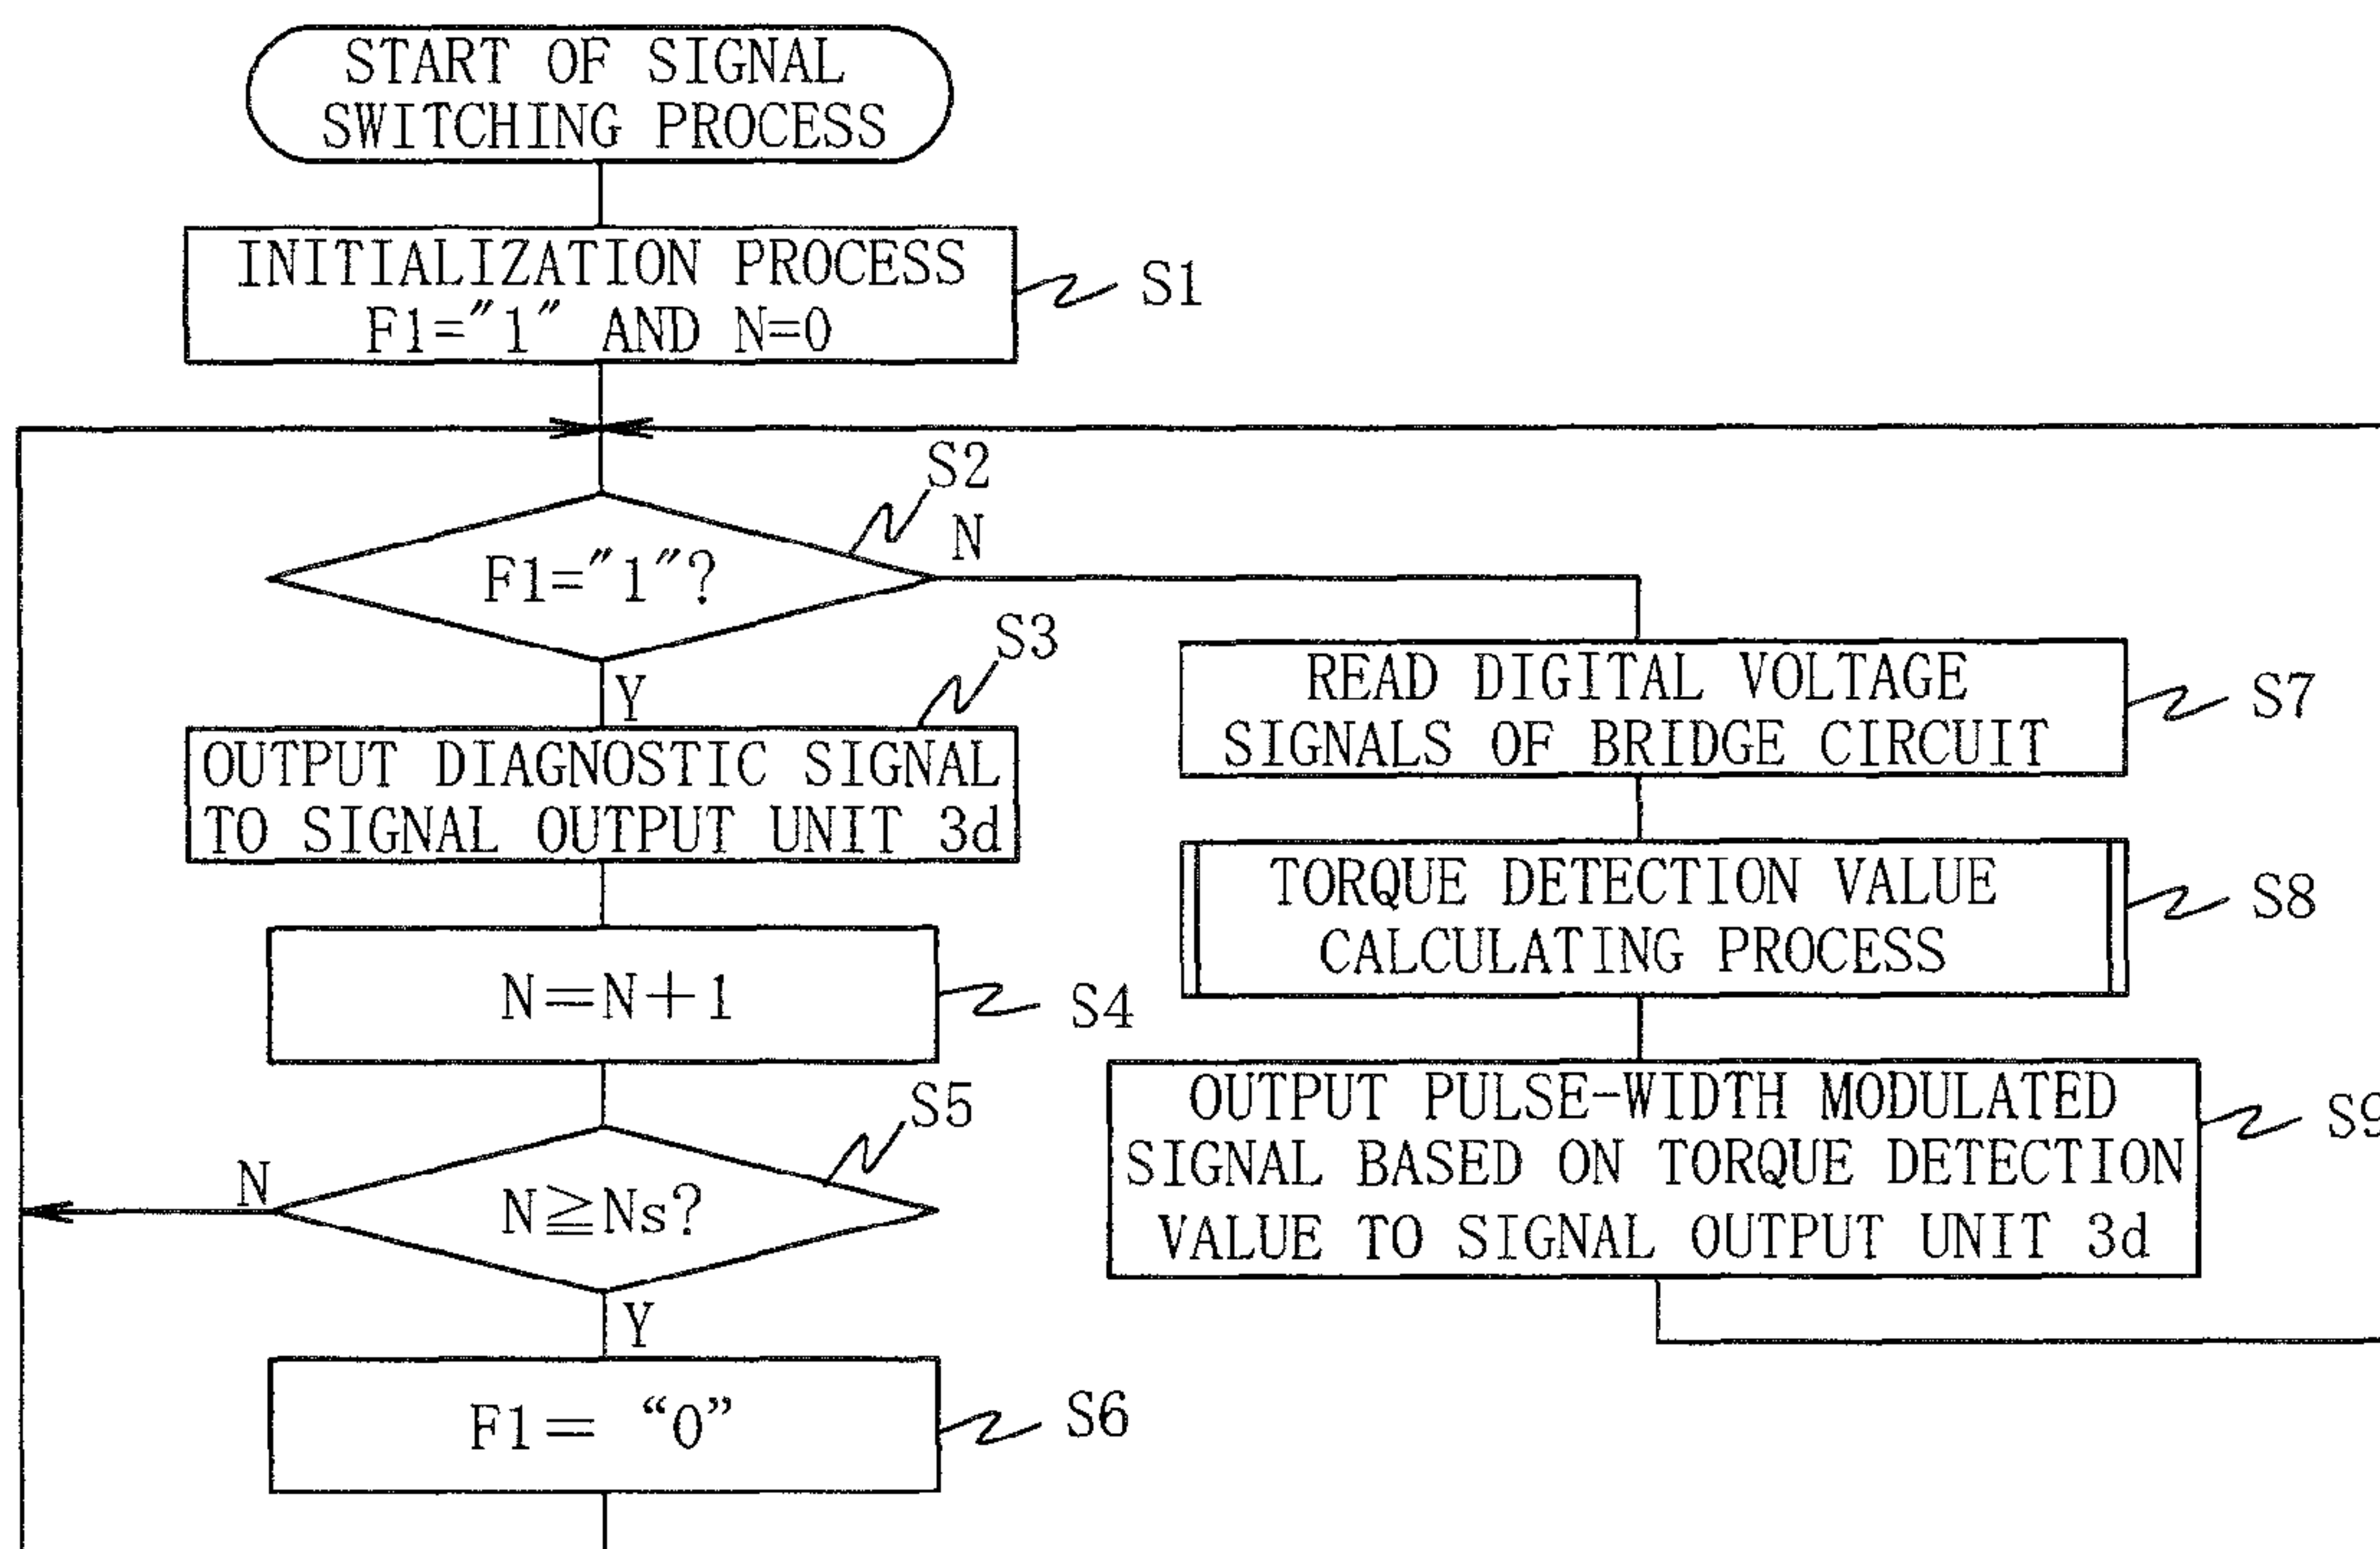 START OF SIGNAL
SWITCHING PROCESS
INITIALIZATION PROCESS
F1="1" AND N=0
S1
S2
F1="1"?
N
Y
S3
OUTPUT DIAGNOSTIC SIGNAL
TO SIGNAL OUTPUT UNIT 3d
N=N+1
S4
S5
N≧Ns?
N
Y
F1= “0”
S6
READ DIGITAL VOLTAGE
SIGNALS OF BRIDGE CIRCUIT
S7
TORQUE DETECTION VALUE
CALCULATING PROCESS
S8
OUTPUT PULSE-WIDTH MODULATED
SIGNAL BASED ON TORQUE DETECTION
VALUE TO SIGNAL OUTPUT UNIT 3d
S9